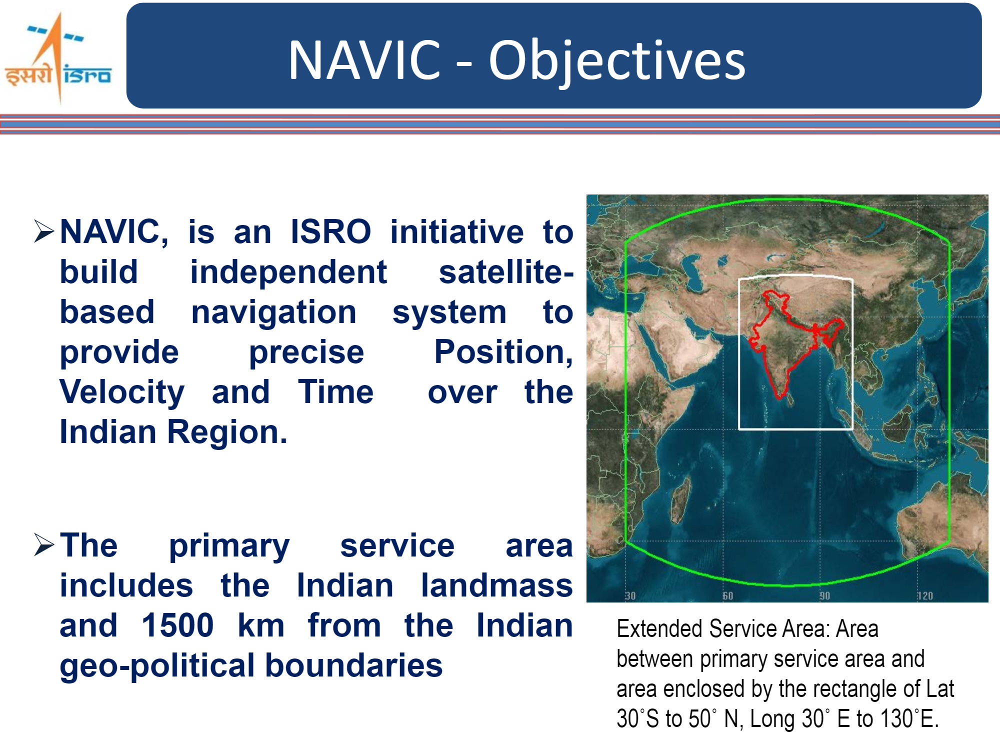 इसरो isro
NAVIC - Objectives
NAVIC, is an ISRO initiative to
build independent satellite-
based navigation system to
provide precise Position,
Velocity and Time over the
Indian Region.
The primary service area
includes the Indian landmass
and 1500 km from the Indian
geo-political boundaries
30 60 90 120
Extended Service Area: Area
between primary service area and
area enclosed by the rectangle of Lat
30˚S to 50˚ N, Long 30˚ E to 130˚E.